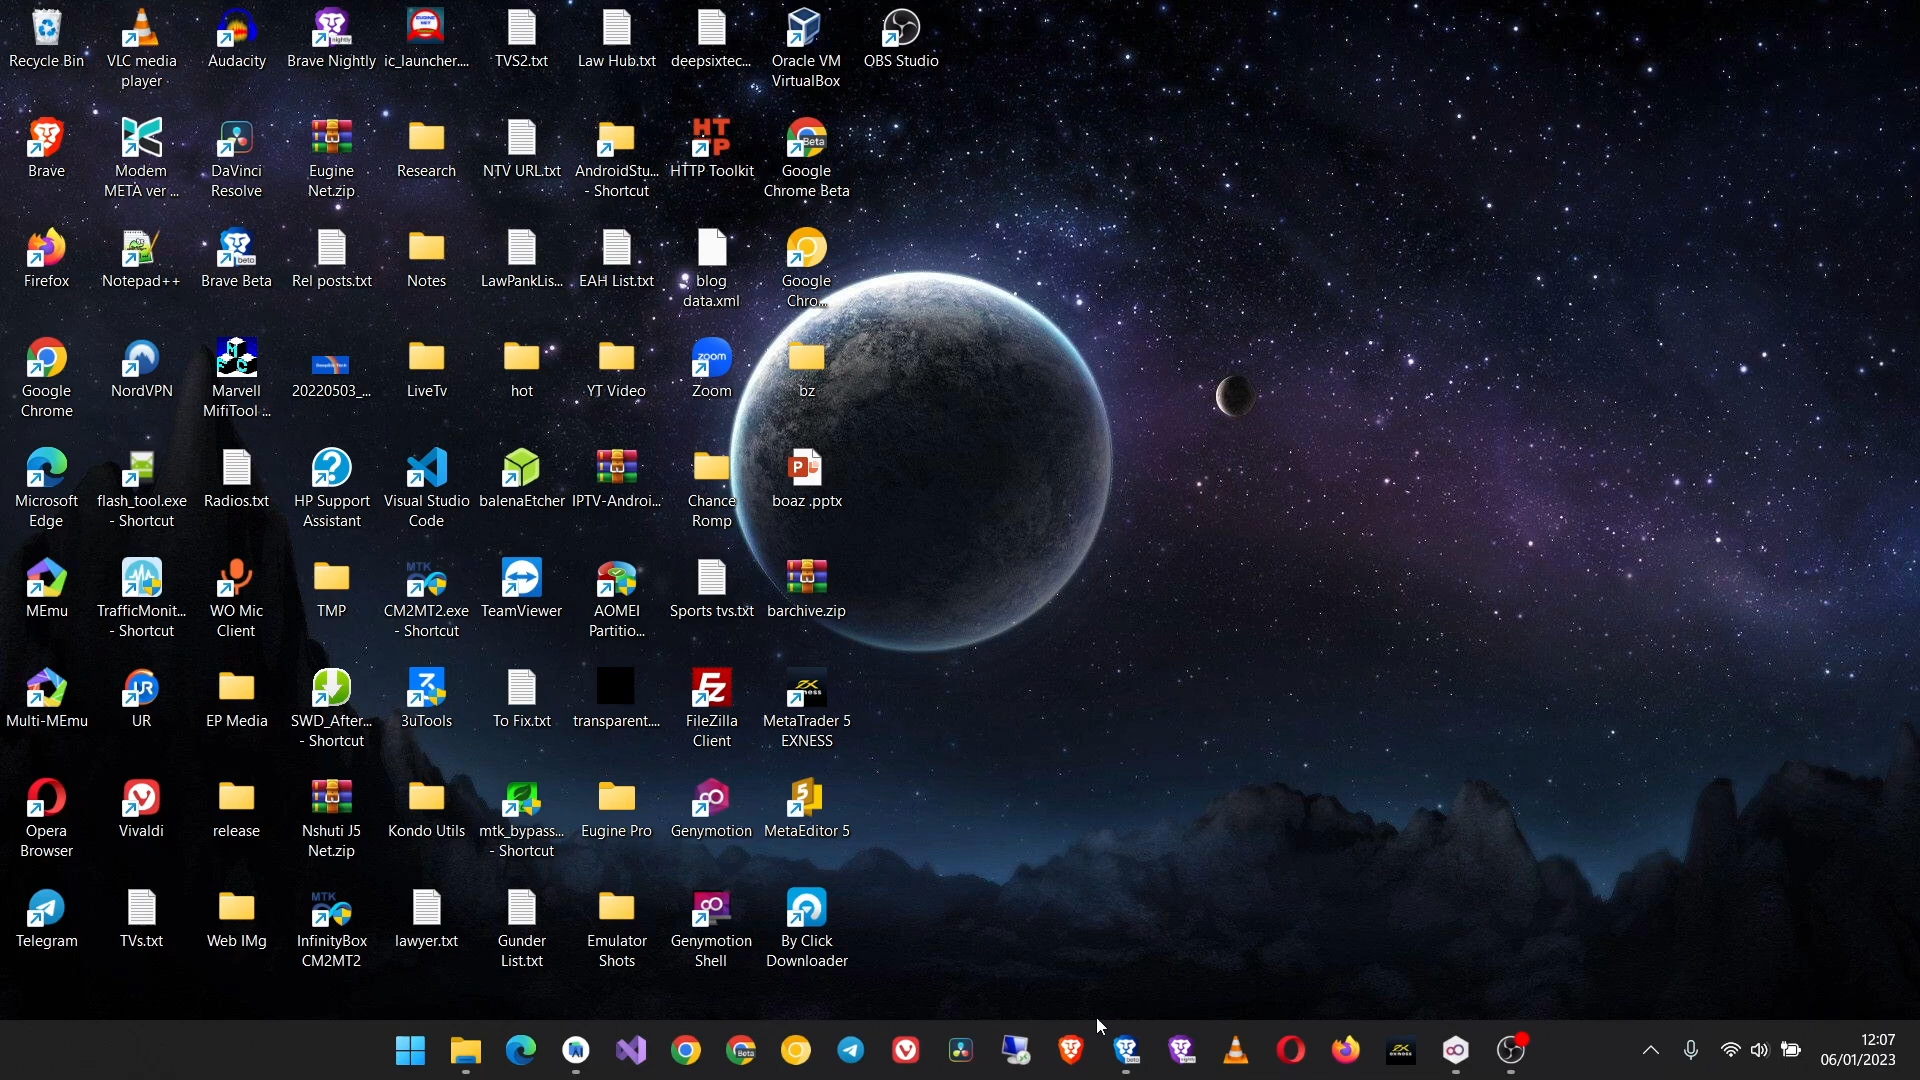 Recycle Bin
VLC media
player
Audacity
Brave Nightly
ic_launcher....
TVS2.txt
Law Hub.txt
deepsixtec...
Oracle VM
VirtualBox
OBS Studio
Brave
Modem
META ver ...
DaVinci
Resolve
Eugine
Net.zip
Research
NTV URL.txt
AndroidStu...
- Shortcut
HTTP Toolkit
Google
Chrome Beta
Firefox
Notepad++
Brave Beta
Rel posts.txt
Notes
LawPankLis...
EAH List.txt
blog
data.xml
Google
Chro...
Google
Chrome
NordVPN
Marvell
MifiTool ...
20220503_...
LiveTv
hot
YT Video
Zoom
bz
Microsoft
Edge
flash_tool.exe
- Shortcut
Radios.txt
HP Support
Assistant
Visual Studio
Code
balenaEtcher
IPTV-Androi...
Chance
Romp
boaz .pptx
MEmu
TrafficMonit...
- Shortcut
WO Mic
Client
TMP
CM2MT2.exe
- Shortcut
TeamViewer
AOMEI
Partitio...
Sports tvs.txt
barchive.zip
Multi-MEmu
UR
EP Media
SWD_After...
- Shortcut
3uTools
To Fix.txt
transparent....
FileZilla
Client
MetaTrader 5
EXNESS
Opera
Browser
Vivaldi
release
Nshuti J5
Net.zip
Kondo Utils
mtk_bypass...
- Shortcut
Eugine Pro
Genymotion
MetaEditor 5
Telegram
TVs.txt
Web IMg
InfinityBox
CM2MT2
lawyer.txt
Gunder
List.txt
Emulator
Shots
Genymotion
Shell
By Click
Downloader
12:07
06/01/2023